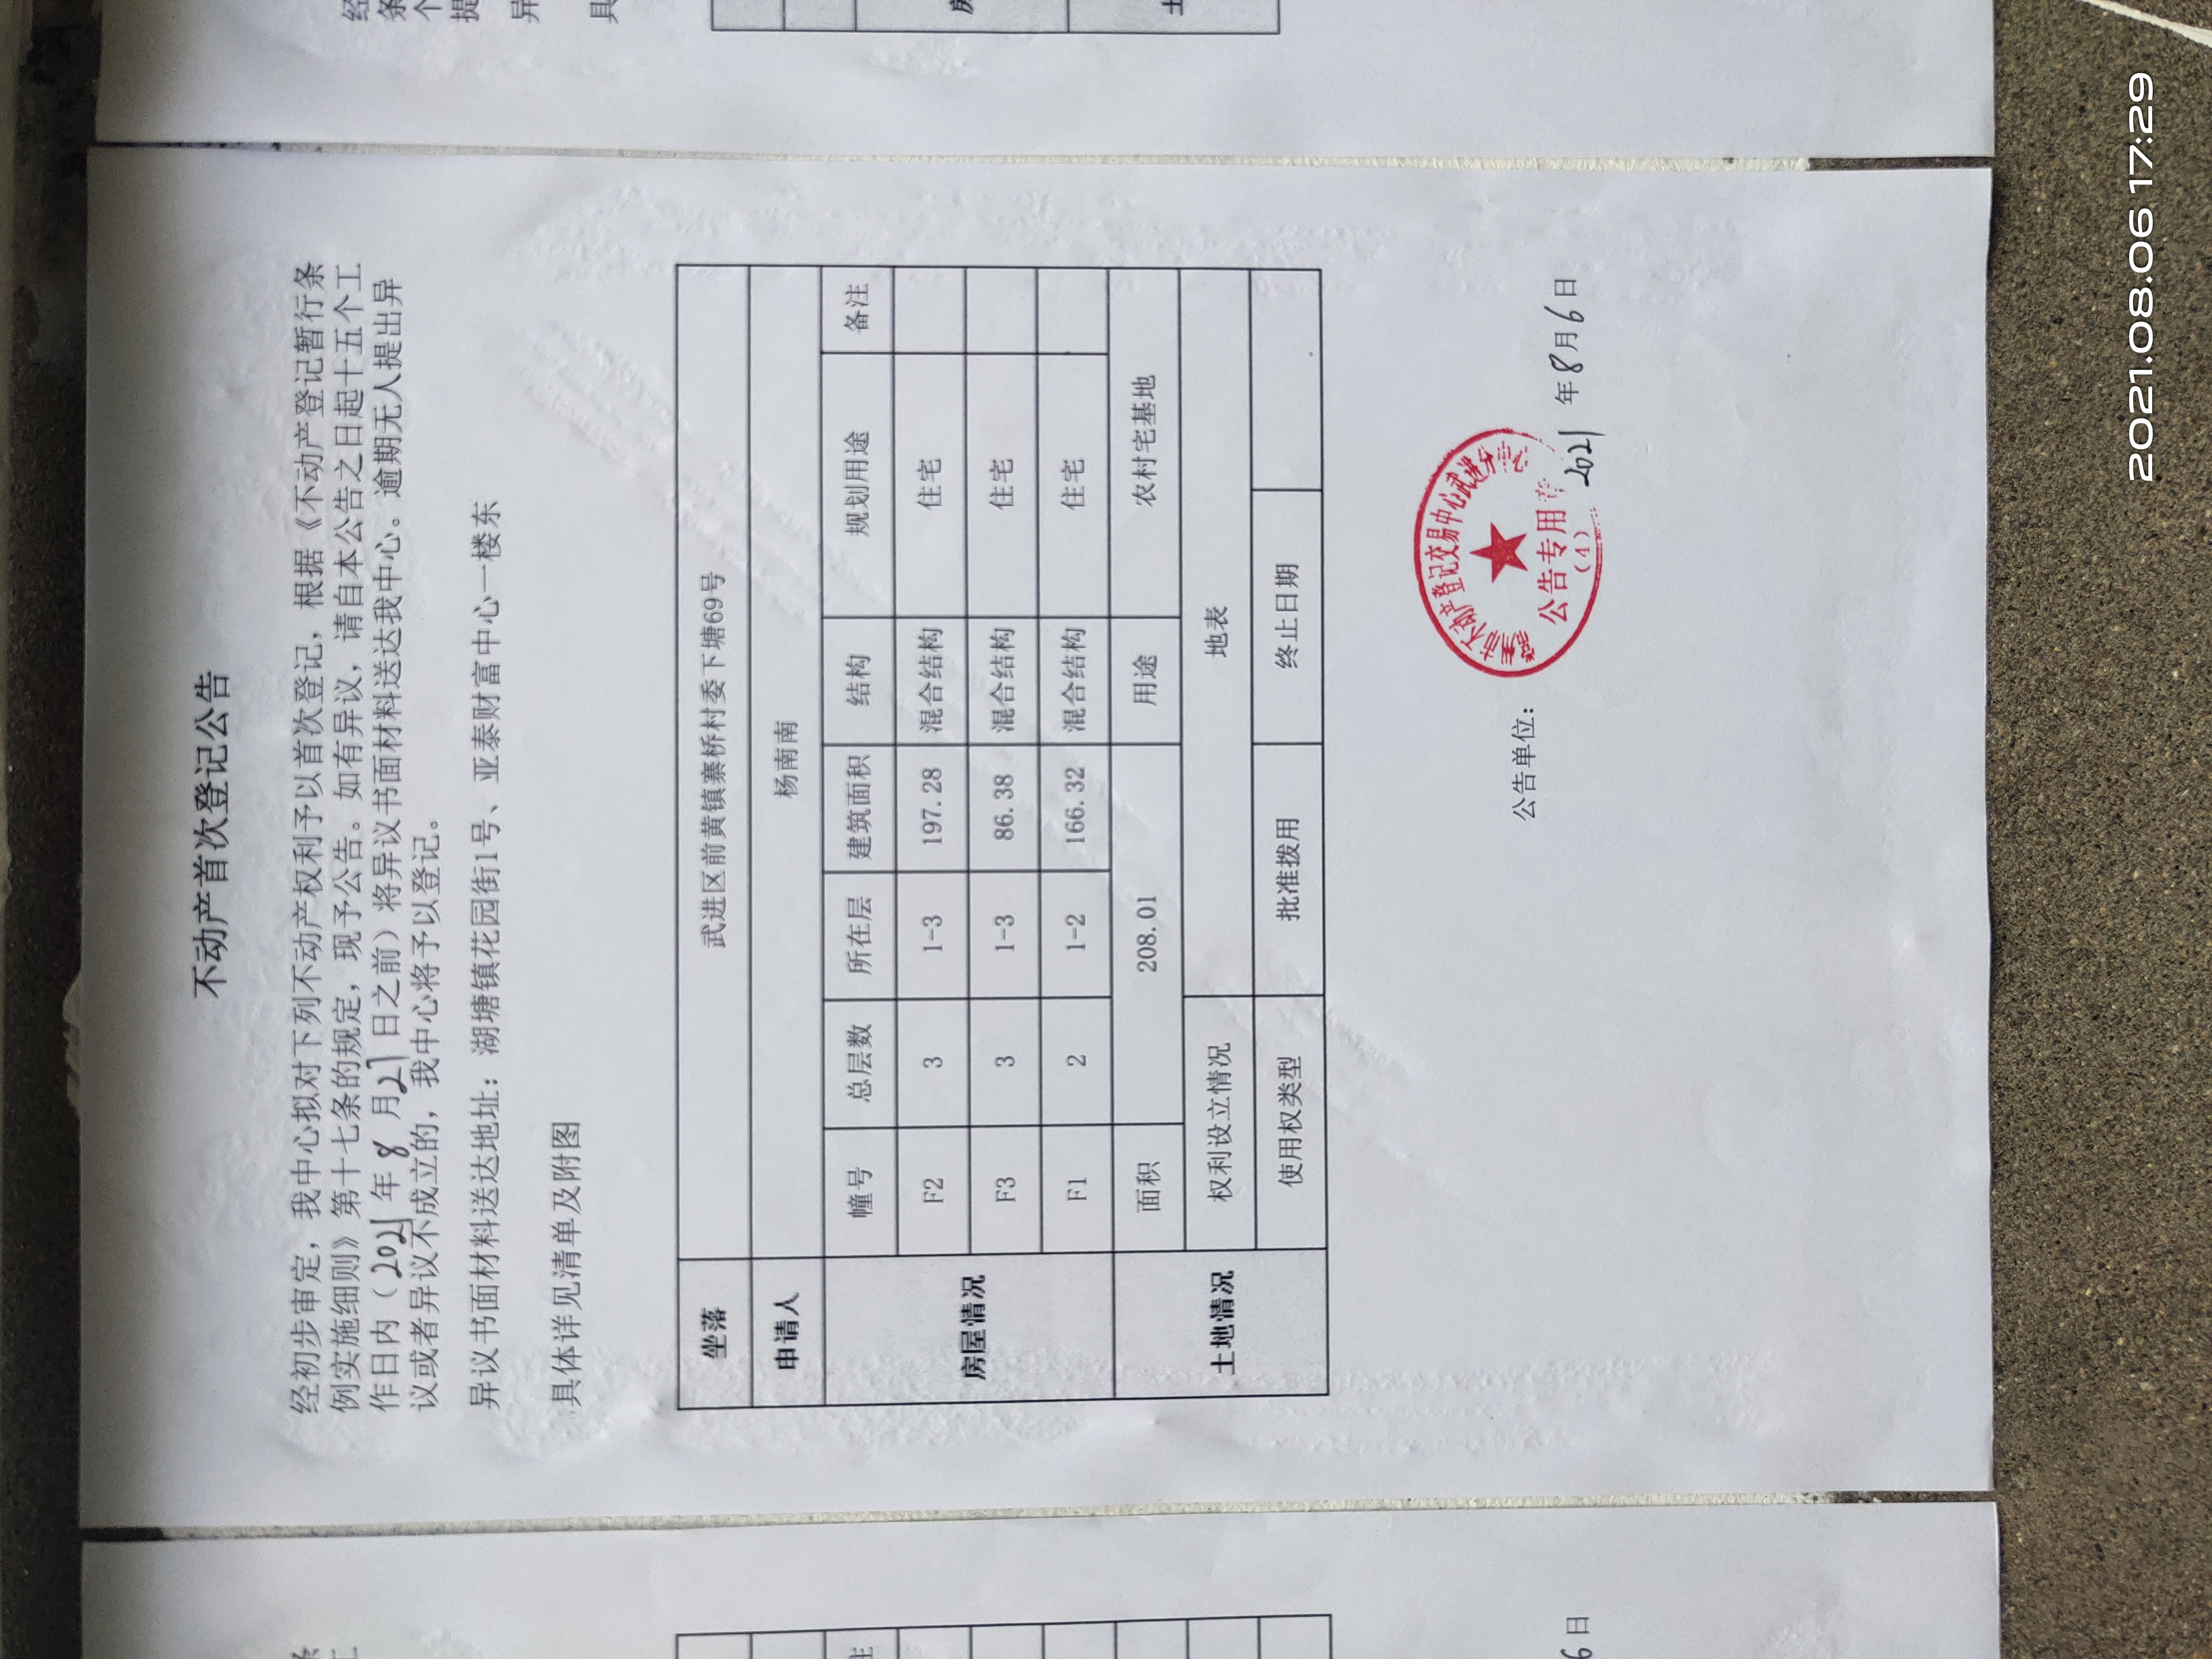 不动产首次登记公告
经初步审定，我中心拟对下列不动产权利予以首次登记，根据《不动产登记暂行条
例实施细则》第十七条的规定，现予公告。如有异议，请自本公告之日起十五个工
作日内（2021年8月27日之前）将异议书面材料送达我中心。逾期无人提出异
议或者异议不成立的，我中心将予以登记。
异议书面材料送达地址：湖塘镇花园街1号、亚泰财富中心一楼东
具体详见清单及附图
坐落 武进区前黄镇寨桥村委下塘69号
申请人 杨南南
房屋情况
幢号 总层数 所在层 建筑面积 结构 规划用途 备注
F2 3 1-3 197.28 混合结构 住宅
F3 3 1-3 86.38 混合结构 住宅
F1 2 1-2 166.32 混合结构 住宅
土地情况
面积 208.01 用途 农村宅基地
权利设立情况 地表
使用权类型 批准拨用 终止日期
公告单位：
不动产登记交易中心武进分
公告专用
（4）
2021年8月6日
2021.08.06 17:29